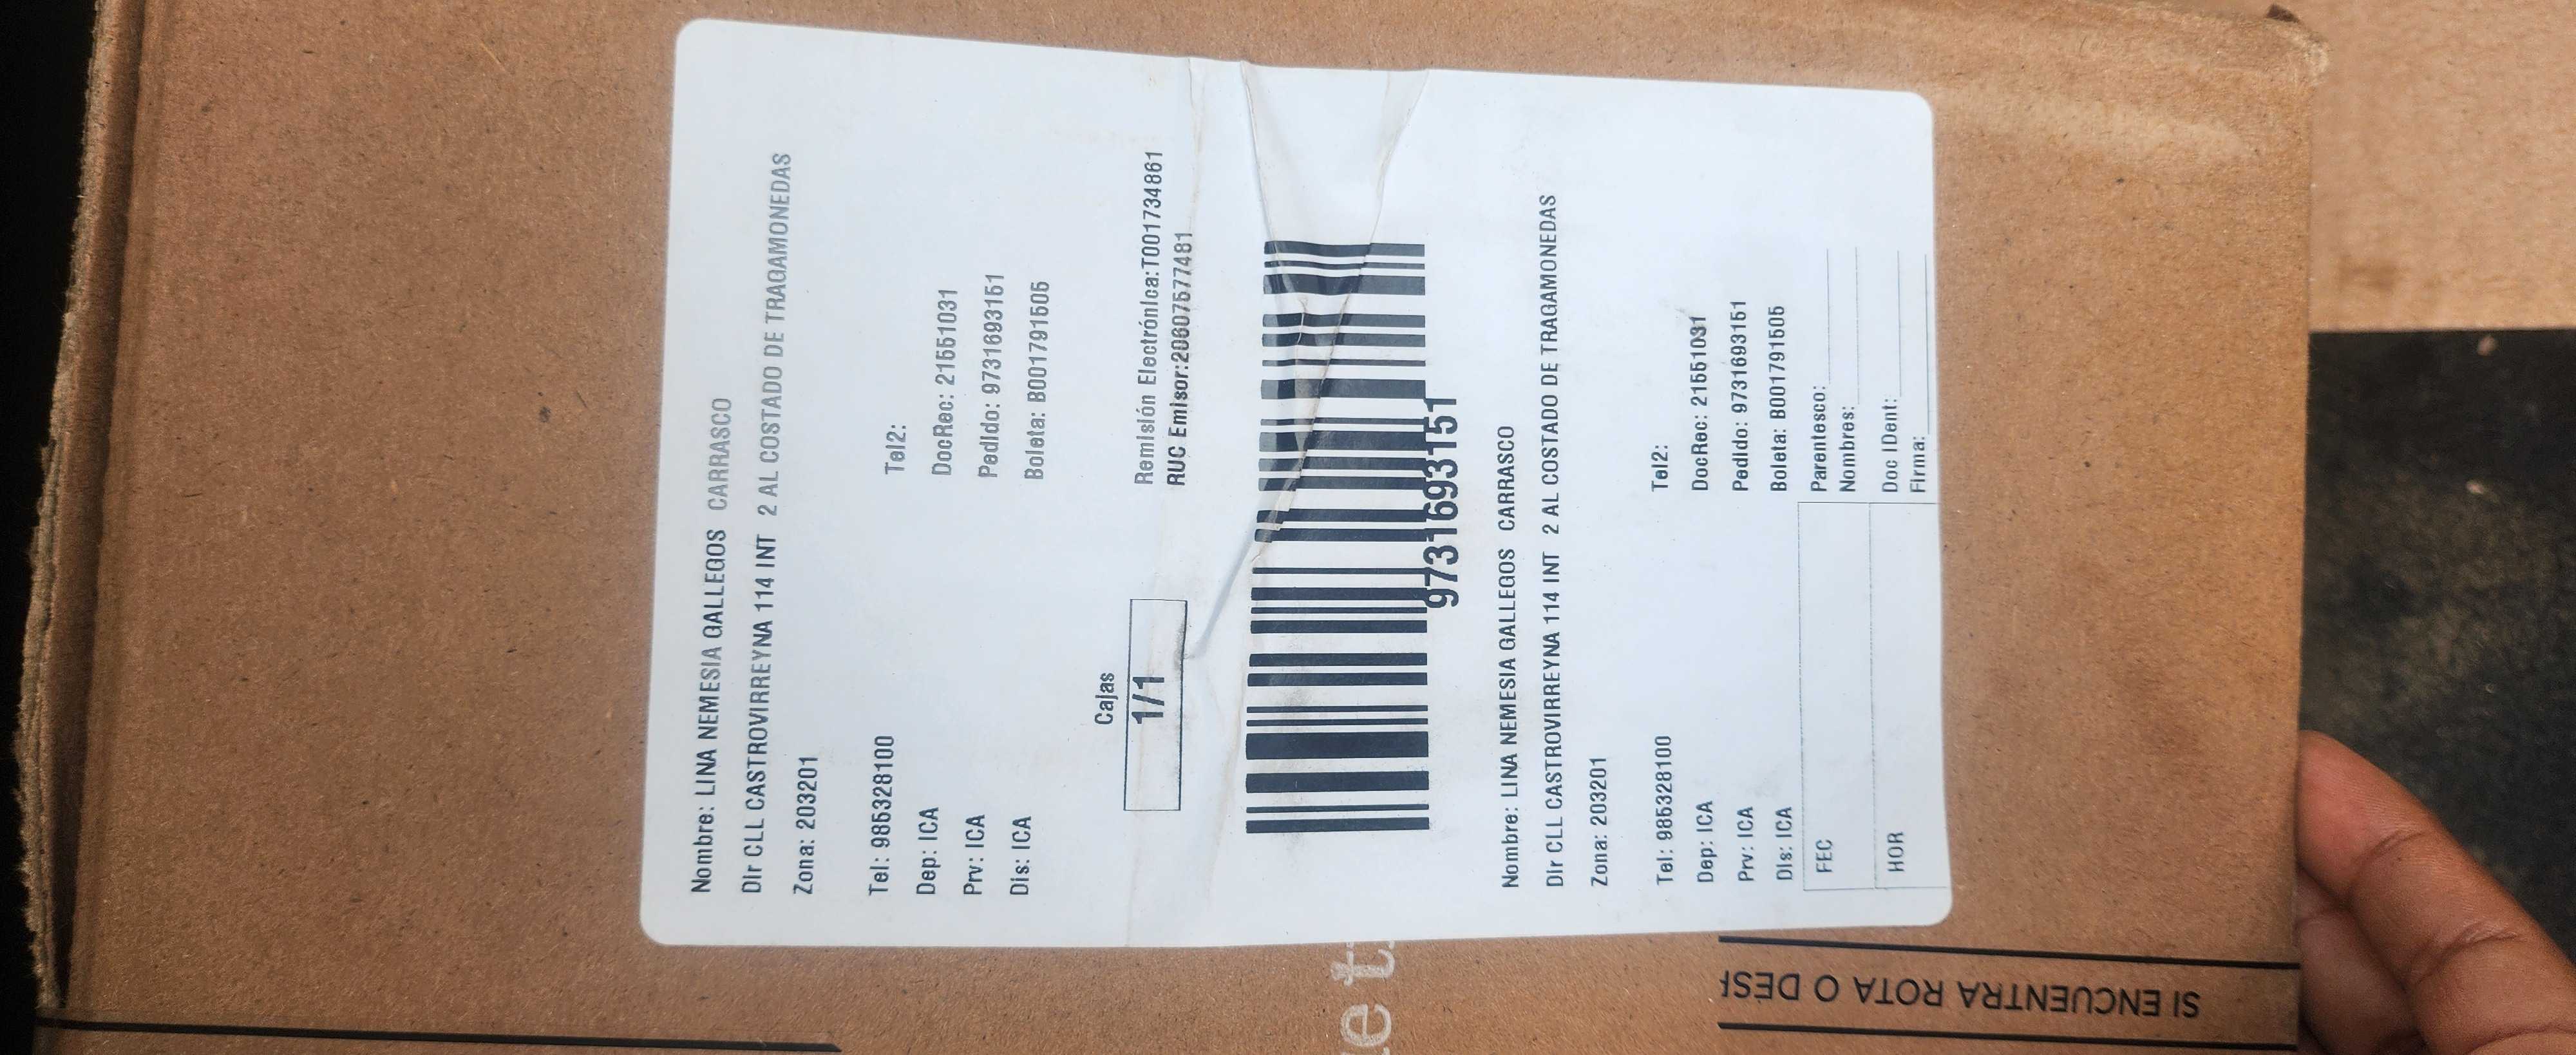 Nombre: LINA NEMESIA GALLEGOS CARRASCO
Dir CLL CASTROVIRREYNA 114 INT 2 AL COSTADO DE TRAGAMONEDAS
Zona: 203201
Tel: 985328100 Tel2:
Dep: ICA DocRec: 21551031
Prv: ICA Pedido: 9731693151
Dis: ICA Boleta: B001791505
Cajas
1/1
Remisión Electrónica:T001734861
RUC Emisor:20607577481
9731693151
Nombre: LINA NEMESIA GALLEGOS CARRASCO
Dir CLL CASTROVIRREYNA 114 INT 2 AL COSTADO DE TRAGAMONEDAS
Zona: 203201
Tel: 985328100 Tel2:
Dep: ICA DocRec: 21551031
Prv: ICA Pedido: 9731693151
Dis: ICA Boleta: B001791505
FEC Parentesco:
Nombres:
HOR Doc IDent:
Firma:
SI ENCUENTRA ROTA O